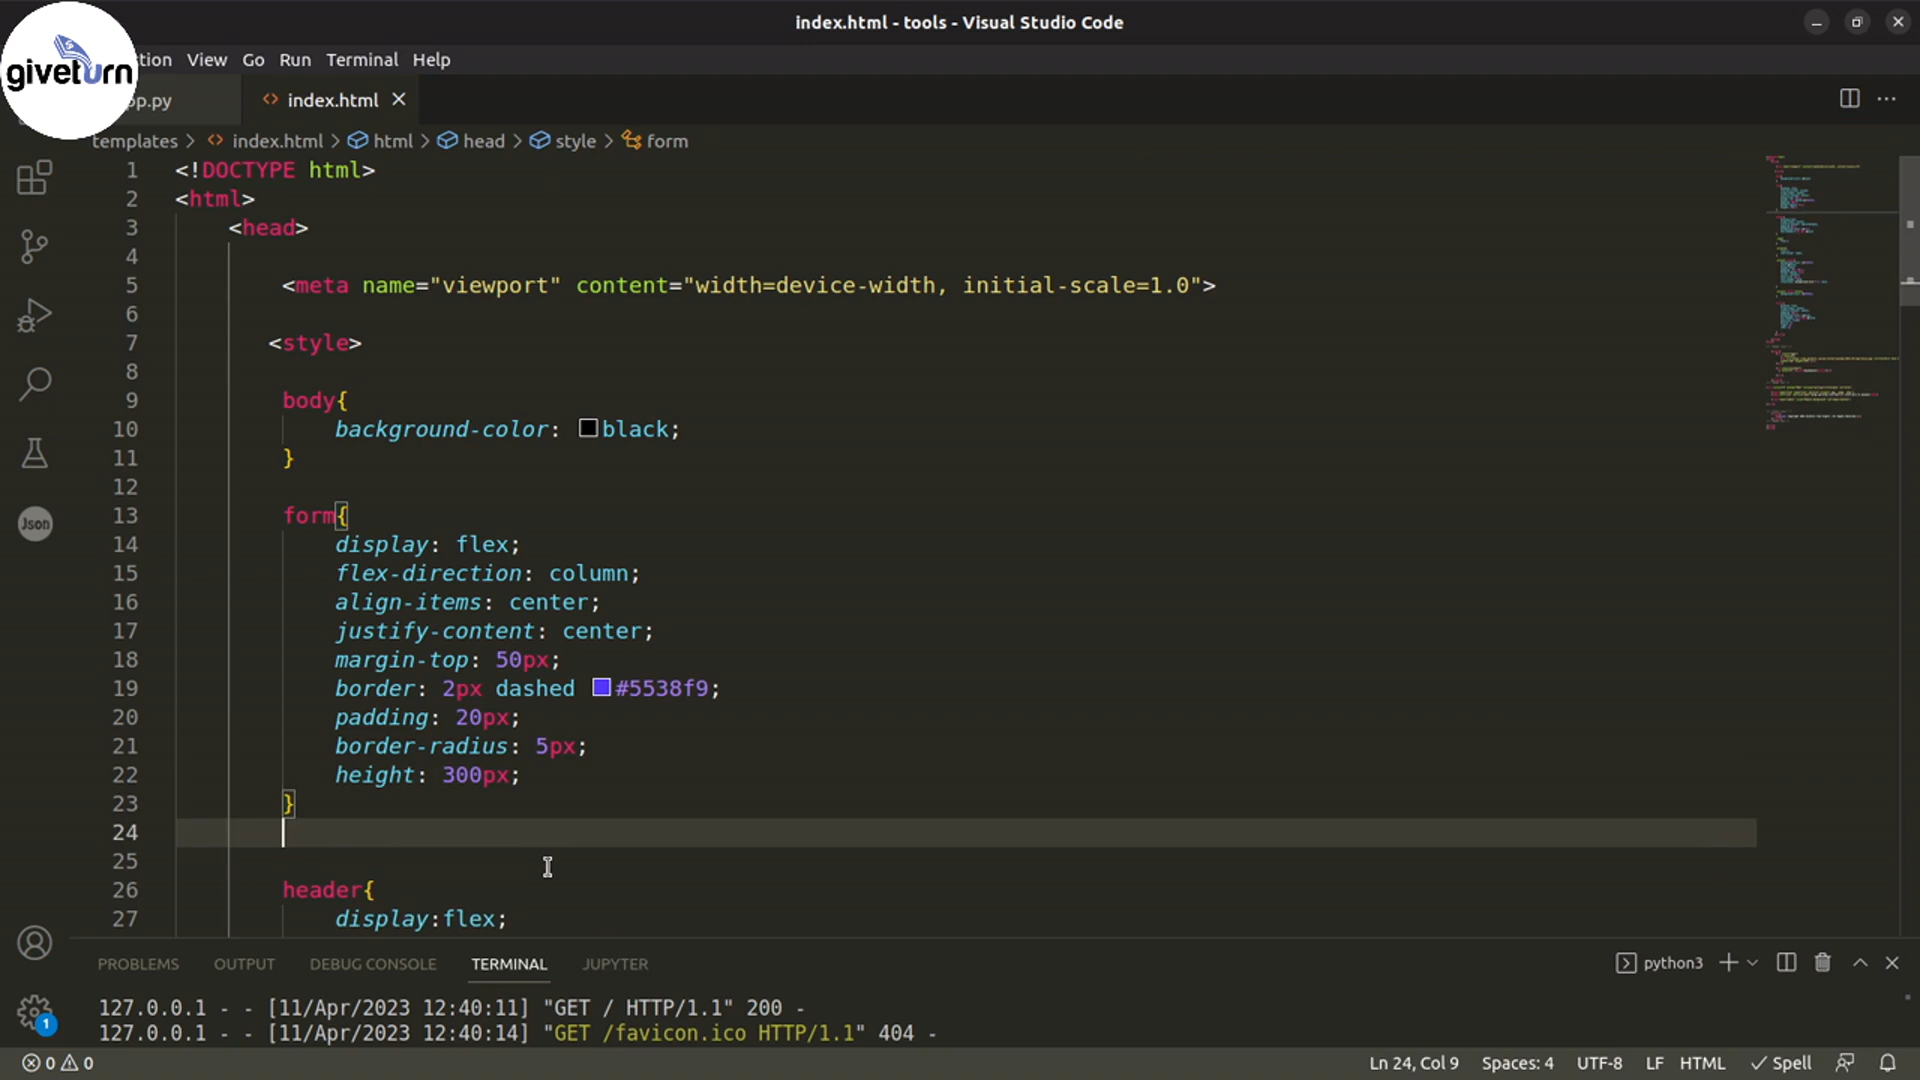 index.html - tools - Visual Studio Code
giveturn
tion View Go Run Terminal Help
pp.py
index.html
templates > index.html > html > head > style > form
1 <!DOCTYPE html>
2 <html>
3 <head>
4
5 <meta name="viewport" content="width=device-width, initial-scale=1.0">
6
7 <style>
8
9 body{
10 background-color: black;
11 }
12
13 form{
14 display: flex;
15 flex-direction: column;
16 align-items: center;
17 justify-content: center;
18 margin-top: 50px;
19 border: 2px dashed #5538f9;
20 padding: 20px;
21 border-radius: 5px;
22 height: 300px;
23 }
24
25
26 header{
27 display:flex;
Json
PROBLEMS OUTPUT DEBUG CONSOLE TERMINAL JUPYTER python3
127.0.0.1 - - [11/Apr/2023 12:40:11] "GET / HTTP/1.1" 200 -
127.0.0.1 - - [11/Apr/2023 12:40:14] "GET /favicon.ico HTTP/1.1" 404 -
1
0 0 Ln 24, Col 9 Spaces: 4 UTF-8 LF HTML Spell